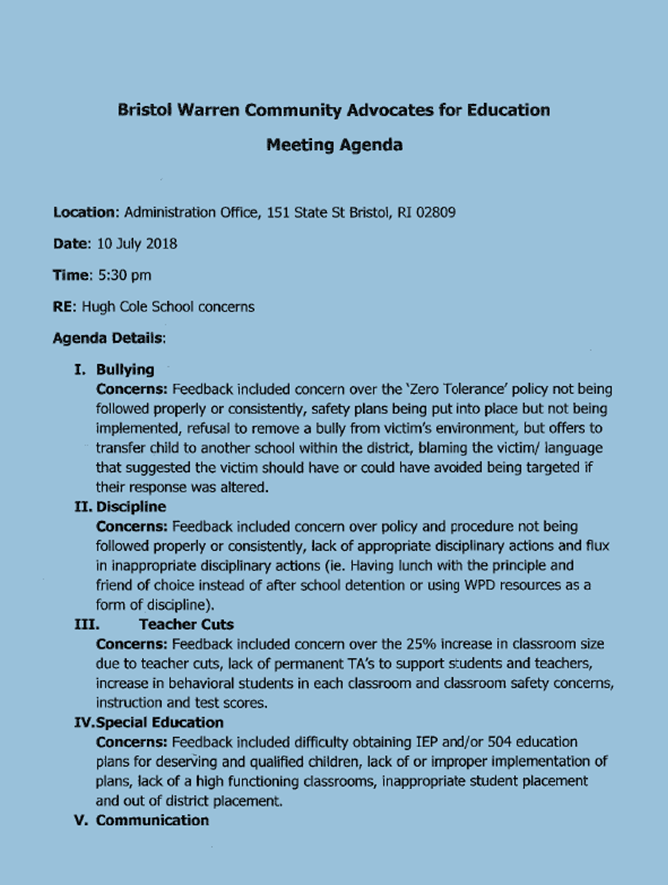 Bristol Warren Community Advocates for Education
Meeting Agenda
Location: Administration Office, 151 State St Bristol, RI 02809
Date: 10 July 2018
Time: 5:30 pm
RE: Hugh Cole School concerns
Agenda Details:
I. Bullying
Concerns: Feedback included concern over the 'Zero Tolerance' policy not being
followed properly or consistently, safety plans being put into place but not being
implemented, refusal to remove a bully from victim's environment, but offers to
transfer child to another school within the district, blaming the victim/ language
that suggested the victim should have or could have avoided being targeted if
their response was altered.
II. Discipline
Concerns: Feedback included concern over policy and procedure not being
followed properly or consistently, lack of appropriate disciplinary actions and flux
in inappropriate disciplinary actions (ie. Having lunch with the principle and
friend of choice instead of after school detention or using WPD resources as a
form of discipline).
III. Teacher Cuts
Concerns: Feedback included concern over the 25% increase in classroom size
due to teacher cuts, lack of permanent TA's to support students and teachers,
increase in behavioral students in each classroom and classroom safety concerns,
instruction and test scores.
IV.Special Education
Concerns: Feedback included difficulty obtaining IEP and/or 504 education
plans for deserving and qualified children, lack of or improper implementation of
plans, lack of a high functioning classrooms, inappropriate student placement
and out of district placement.
V. Communication